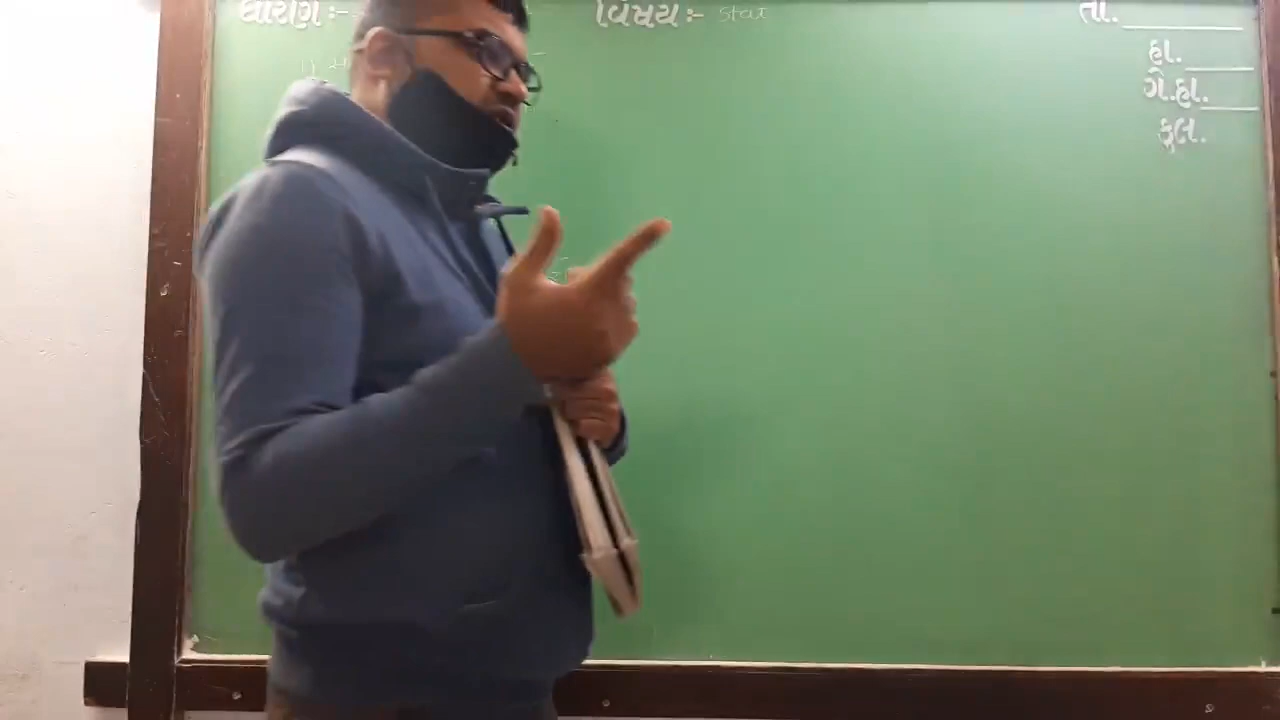 ધોરણ :- વિષય:- stat તા.
હા.
ગે.હા.
કુલ.